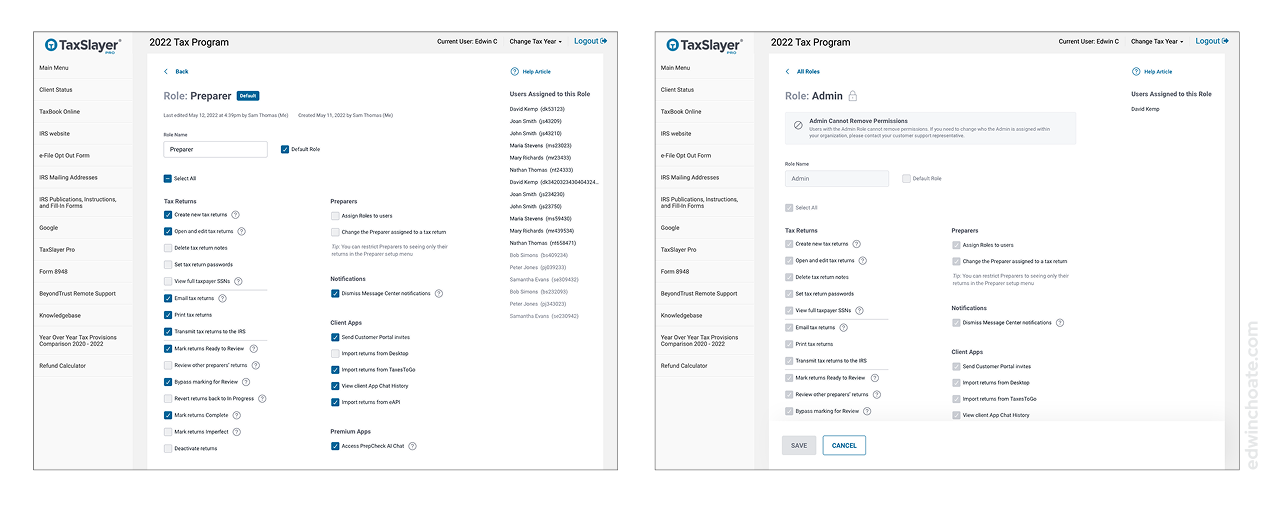 TaxSlayer®
PRO
2022 Tax Program
Current User: Edwin C
Change Tax Year
Logout
Main Menu
Client Status
TaxBook Online
IRS website
e-File Opt Out Form
IRS Mailing Addresses
IRS Publications, Instructions,
and Fill-In Forms
Google
TaxSlayer Pro
Form 8948
BeyondTrust Remote Support
Knowledgebase
Year Over Year Tax Provisions
Comparison 2020 - 2022
Refund Calculator
Back
Help Article
Role: Preparer Default
Last edited May 12, 2022 at 4:39pm by Sam Thomas (Me) Created May 11, 2022 by Sam Thomas (Me)
Role Name
Preparer
Default Role
Select All
Tax Returns
Create new tax returns
Open and edit tax returns
Delete tax return notes
Set tax return passwords
View full taxpayer SSNs
Email tax returns
Print tax returns
Transmit tax returns to the IRS
Mark returns Ready to Review
Review other preparers' returns
Bypass marking for Review
Revert returns back to In Progress
Mark returns Complete
Mark returns Imperfect
Deactivate returns
Preparers
Assign Roles to users
Change the Preparer assigned to a tax return
Tip: You can restrict Preparers to seeing only their
returns in the Preparer setup menu
Notifications
Dismiss Message Center notifications
Client Apps
Send Customer Portal invites
Import returns from Desktop
Import returns from TaxesToGo
View client App Chat History
Import returns from eAPI
Premium Apps
Access PrepCheck AI Chat
Users Assigned to this Role
David Kemp (dk53123)
Joan Smith (js43209)
John Smith (js43210)
Maria Stevens (ms23023)
Mary Richards (mr23433)
Nathan Thomas (nt24333)
David Kemp (dk3420323430404324...
Joan Smith (js234230)
John Smith (js23750)
Maria Stevens (ms59430)
Mary Richards (mr439534)
Nathan Thomas (nt658471)
Bob Simons (bs409234)
Peter Jones (pj039233)
Samantha Evans (se309432)
Bob Simons (bs232093)
Peter Jones (pj343023)
Samantha Evans (se230942)
TaxSlayer®
PRO
2022 Tax Program
Current User: Edwin C
Change Tax Year
Logout
Main Menu
Client Status
TaxBook Online
IRS website
e-File Opt Out Form
IRS Mailing Addresses
IRS Publications, Instructions,
and Fill-In Forms
Google
TaxSlayer Pro
Form 8948
BeyondTrust Remote Support
Knowledgebase
Year Over Year Tax Provisions
Comparison 2020 - 2022
Refund Calculator
All Roles
Help Article
Role: Admin
Admin Cannot Remove Permissions
Users with the Admin Role cannot remove permissions. If you need to change who the Admin is assigned within
your organization, please contact your customer support representative.
Role Name
Admin
Default Role
Select All
Tax Returns
Create new tax returns
Open and edit tax returns
Delete tax return notes
Set tax return passwords
View full taxpayer SSNs
Email tax returns
Print tax returns
Transmit tax returns to the IRS
Mark returns Ready to Review
Review other preparers' returns
Bypass marking for Review
Preparers
Assign Roles to users
Change the Preparer assigned to a tax return
Tip: You can restrict Preparers to seeing only their
returns in the Preparer setup menu
Notifications
Dismiss Message Center notifications
Client Apps
Send Customer Portal invites
Import returns from Desktop
Import returns from TaxesToGo
View client App Chat History
Users Assigned to this Role
David Kemp
SAVE
CANCEL
edwinchoate.com